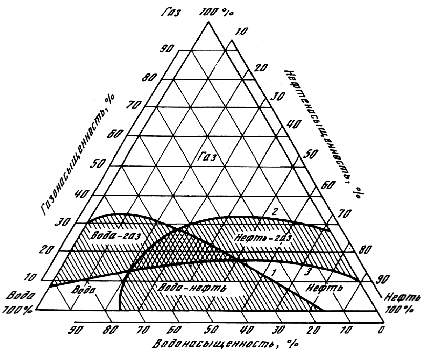 Газ 100%
Газонасыщенность, %
90
80
70
60
50
40
30
20
10
Нефтенасыщенность, %
10
20
30
40
50
60
70
80
90
Газ
2
Вода-газ
Нефть-газ
Вода
Вода-нефть
1
3
Нефть
Вода
100%
Нефть
100%
90 80 70 60 50 40 30 20 10 0
Водонасыщенность, %